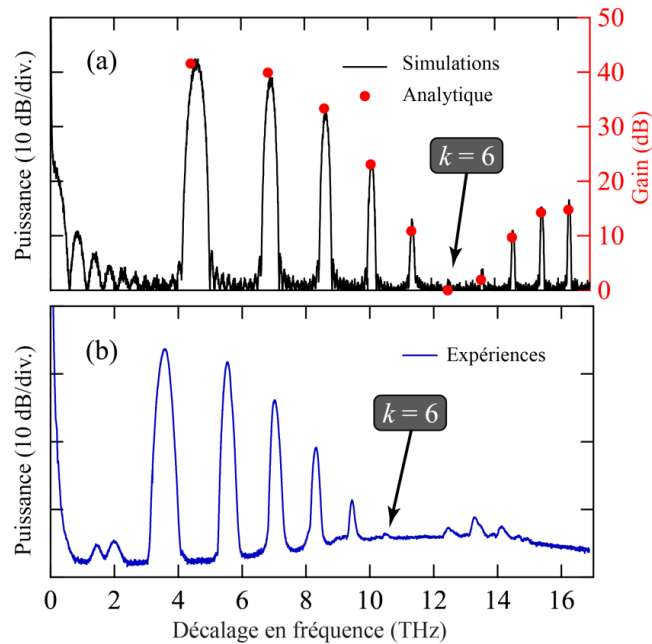 Puissance (10 dB/div.)
(a)
Simulations
Analytique
k = 6
50
40
30
20
10
0
Gain (dB)
Puissance (10 dB/div.)
(b)
Expériences
k = 6
0 2 4 6 8 10 12 14 16
Décalage en fréquence (THz)